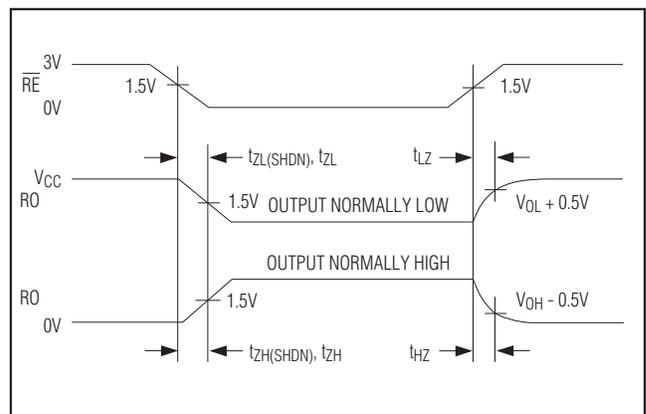 3V
RE
1.5V
1.5V
0V
tZL(SHDN), tZL
tLZ
VCC
RO
1.5V
OUTPUT NORMALLY LOW
VOL + 0.5V
OUTPUT NORMALLY HIGH
RO
1.5V
VOH - 0.5V
0V
tZH(SHDN), tZH
tHZ